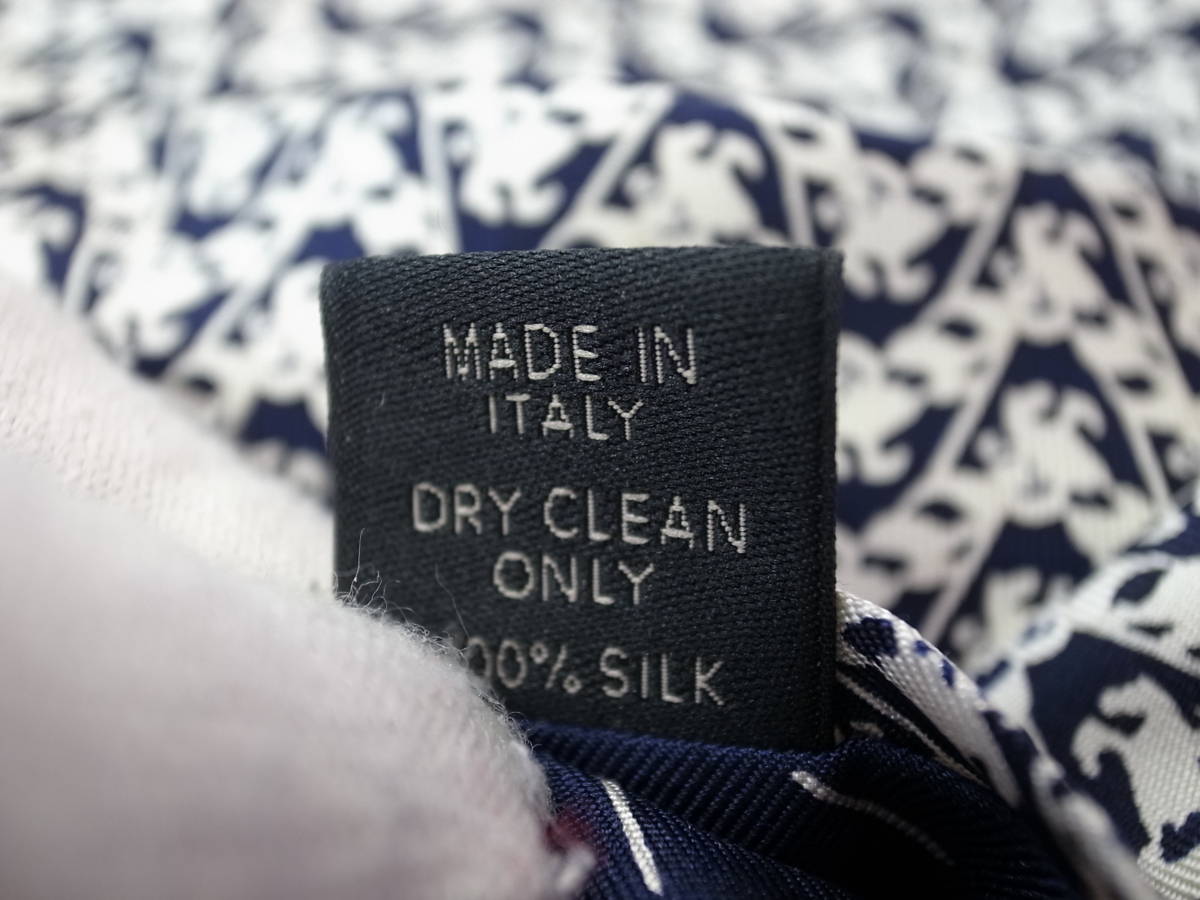 MADE IN
ITALY
DRY CLEAN
ONLY
00% SILK